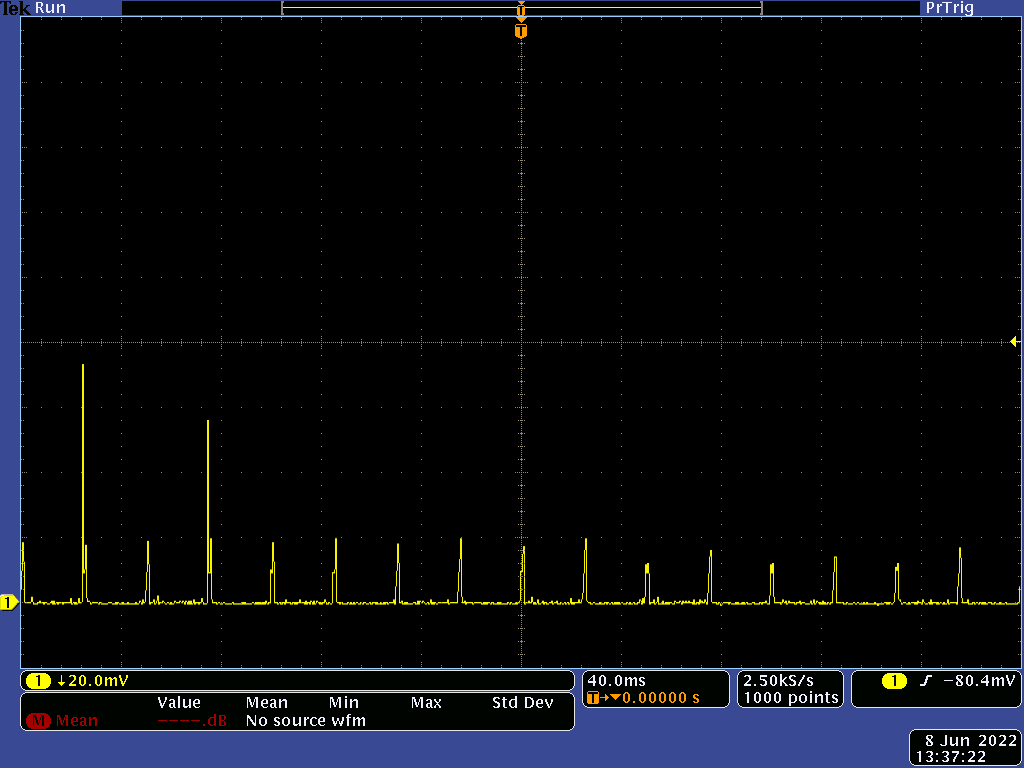 Tek Run PrTrig
T
T
1
1 ↓20.0mV 40.0ms 2.50kS/s 1 ƒ −80.4mV
T→▼0.00000 s 1000 points
Value Mean Min Max Std Dev
M Mean ----.dB No source wfm
8 Jun 2022
13:37:22